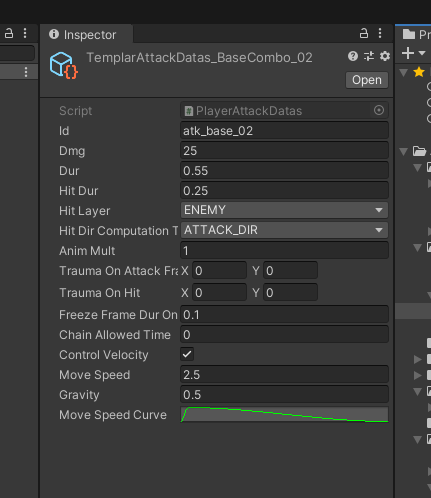 Inspector
Pr
TemplarAttackDatas_BaseCombo_02
Open
Script PlayerAttackDatas
Id atk_base_02
Dmg 25
Dur 0.55
Hit Dur 0.25
Hit Layer ENEMY
Hit Dir Computation T ATTACK_DIR
Anim Mult 1
Trauma On Attack Fra X 0 Y 0
Trauma On Hit X 0 Y 0
Freeze Frame Dur On 0.1
Chain Allowed Time 0
Control Velocity
Move Speed 2.5
Gravity 0.5
Move Speed Curve